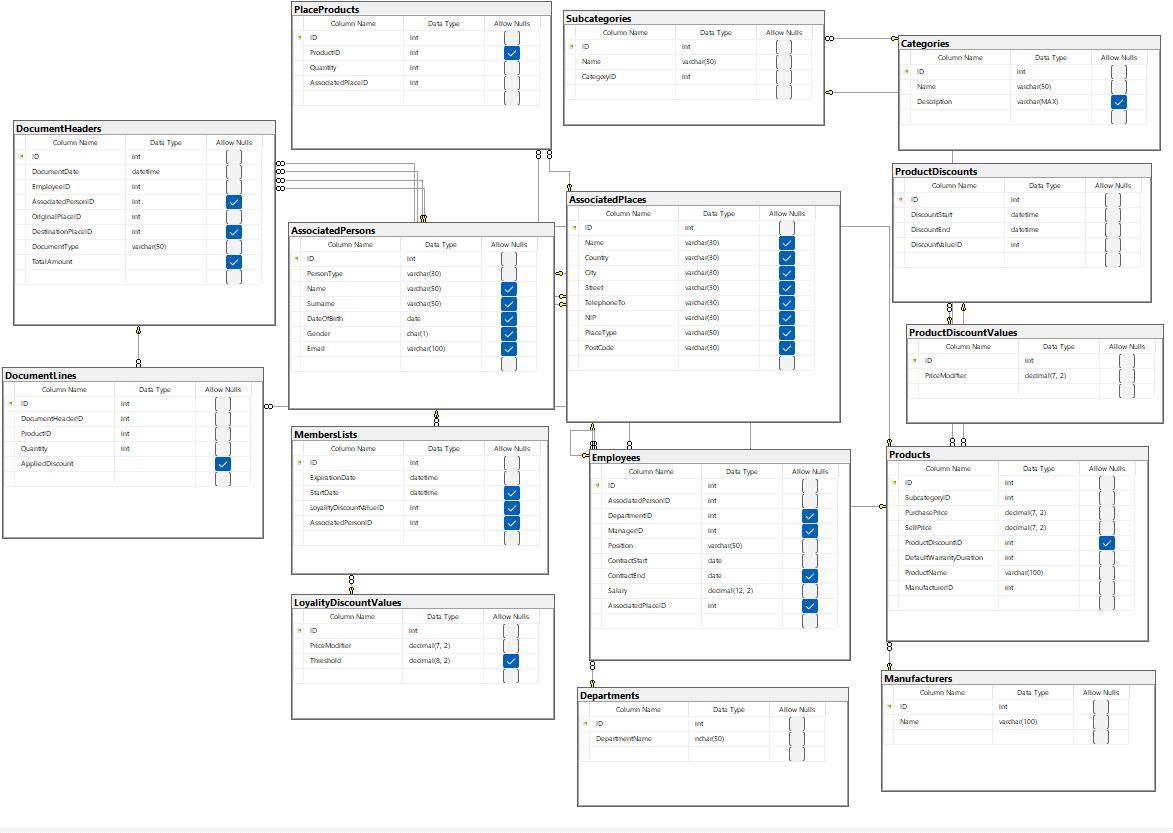 PlaceProducts
Column Name Data Type Allow Nulls
ID int
ProductID int
Quantity int
AssociatedPlaceID int
Subcategories
Column Name Data Type Allow Nulls
ID int
Name varchar(50)
CategoryID int
Categories
Column Name Data Type Allow Nulls
ID int
Name varchar(50)
Description varchar(MAX)
DocumentHeaders
Column Name Data Type Allow Nulls
ID int
DocumentDate datetime
EmployeeID int
AssociatedPersonID int
OriginalPlaceID int
DestinationPlaceID int
DocumentType varchar(50)
TotalAmount
AssociatedPersons
Column Name Data Type Allow Nulls
ID int
PersonType varchar(30)
Name varchar(50)
Surname varchar(50)
DateOfBirth date
Gender char(1)
Email varchar(100)
AssociatedPlaces
Column Name Data Type Allow Nulls
ID int
Name varchar(30)
Country varchar(30)
City varchar(30)
Street varchar(30)
TelephoneTo varchar(30)
NIP varchar(30)
PlaceType varchar(50)
PostCode varchar(30)
ProductDiscounts
Column Name Data Type Allow Nulls
ID int
DiscountStart datetime
DiscountEnd datetime
DiscountValueID int
ProductDiscountValues
Column Name Data Type Allow Nulls
ID int
PriceModifier decimal(7, 2)
DocumentLines
Column Name Data Type Allow Nulls
ID int
DocumentHeaderID int
ProductID int
Quantity int
AppliedDiscount
MembersLists
Column Name Data Type Allow Nulls
ID int
ExpirationDate datetime
StartDate datetime
LoyalityDiscountValueID int
AssociatedPersonID int
Employees
Column Name Data Type Allow Nulls
ID int
AssociatedPersonID int
DepartmentID int
ManagerID int
Position varchar(50)
ContractStart date
ContractEnd date
Salary decimal(12, 2)
AssociatedPlaceID int
Products
Column Name Data Type Allow Nulls
ID int
SubcategoryID int
PurchasePrice decimal(7, 2)
SellPrice decimal(7, 2)
ProductDiscountID int
DefaultWarrantyDuration int
ProductName varchar(100)
ManufacturerID int
LoyalityDiscountValues
Column Name Data Type Allow Nulls
ID int
PriceModifier decimal(7, 2)
Threshold decimal(8, 2)
Departments
Column Name Data Type Allow Nulls
ID int
DepartmentName nchar(50)
Manufacturers
Column Name Data Type Allow Nulls
ID int
Name varchar(100)